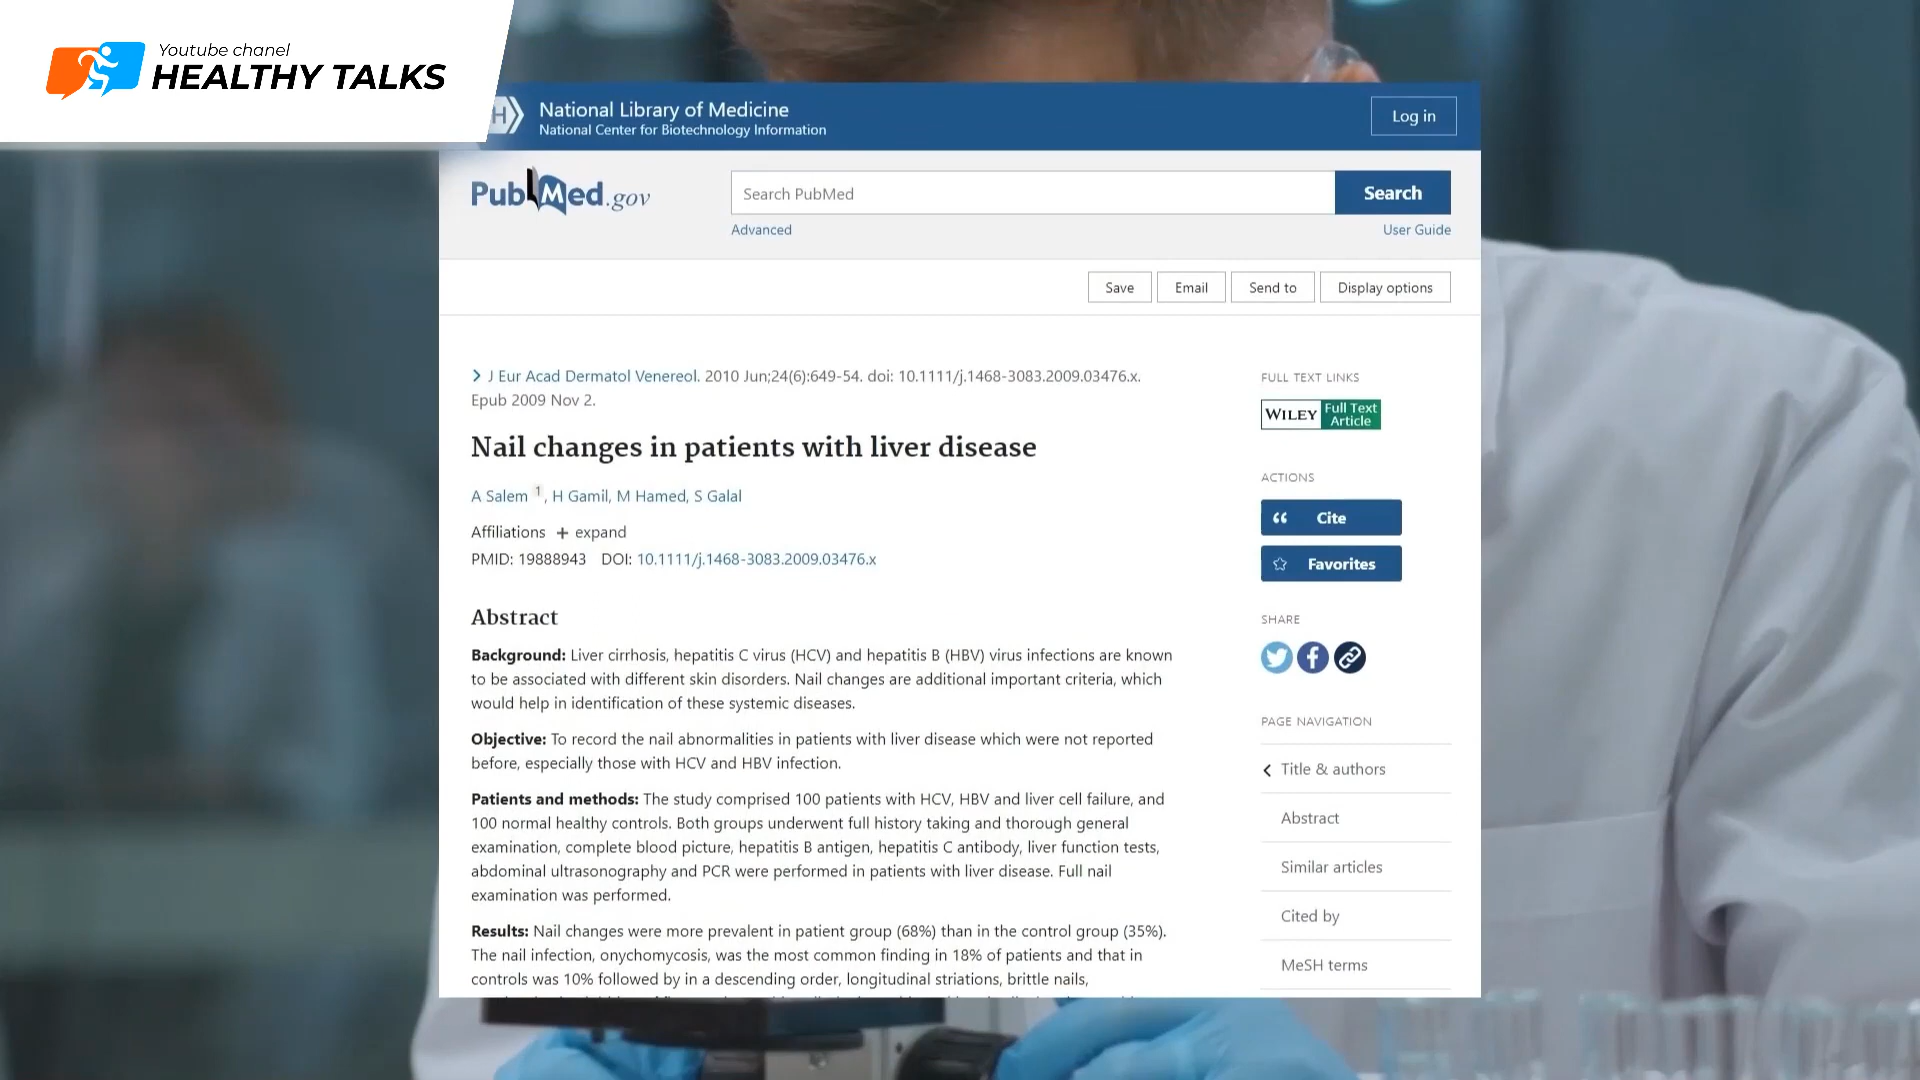 Youtube chanel
HEALTHY TALKS
H
National Library of Medicine
National Center for Biotechnology Information
Log in
PubMed.gov
Search PubMed
Search
Advanced
User Guide
Save
Email
Send to
Display options
J Eur Acad Dermatol Venereol. 2010 Jun;24(6):649-54. doi: 10.1111/j.1468-3083.2009.03476.x.
Epub 2009 Nov 2.
Nail changes in patients with liver disease
A Salem 1, H Gamil, M Hamed, S Galal
Affiliations + expand
PMID: 19888943 DOI: 10.1111/j.1468-3083.2009.03476.x
Abstract
Background: Liver cirrhosis, hepatitis C virus (HCV) and hepatitis B (HBV) virus infections are known
to be associated with different skin disorders. Nail changes are additional important criteria, which
would help in identification of these systemic diseases.
Objective: To record the nail abnormalities in patients with liver disease which were not reported
before, especially those with HCV and HBV infection.
Patients and methods: The study comprised 100 patients with HCV, HBV and liver cell failure, and
100 normal healthy controls. Both groups underwent full history taking and thorough general
examination, complete blood picture, hepatitis B antigen, hepatitis C antibody, liver function tests,
abdominal ultrasonography and PCR were performed in patients with liver disease. Full nail
examination was performed.
Results: Nail changes were more prevalent in patient group (68%) than in the control group (35%).
The nail infection, onychomycosis, was the most common finding in 18% of patients and that in
controls was 10% followed by in a descending order, longitudinal striations, brittle nails,
FULL TEXT LINKS
WILEY Full Text
Article
ACTIONS
Cite
Favorites
SHARE
PAGE NAVIGATION
Title & authors
Abstract
Similar articles
Cited by
MeSH terms